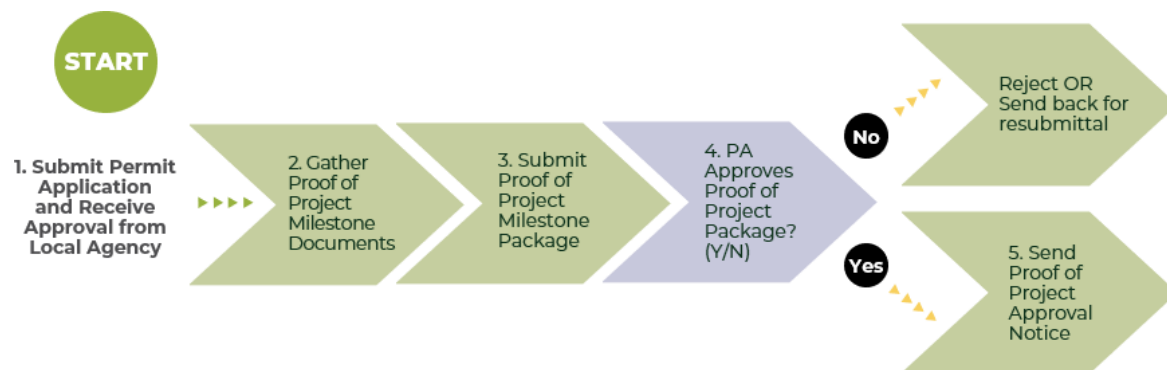 START
1. Submit Permit
Application
and Receive
Approval from
Local Agency
2. Gather
Proof of
Project
Milestone
Documents
3. Submit
Proof of
Project
Milestone
Package
4. PA
Approves
Proof of
Project
Package?
(Y/N)
No
Reject OR
Send back for
resubmittal
Yes
5. Send
Proof of
Project
Approval
Notice